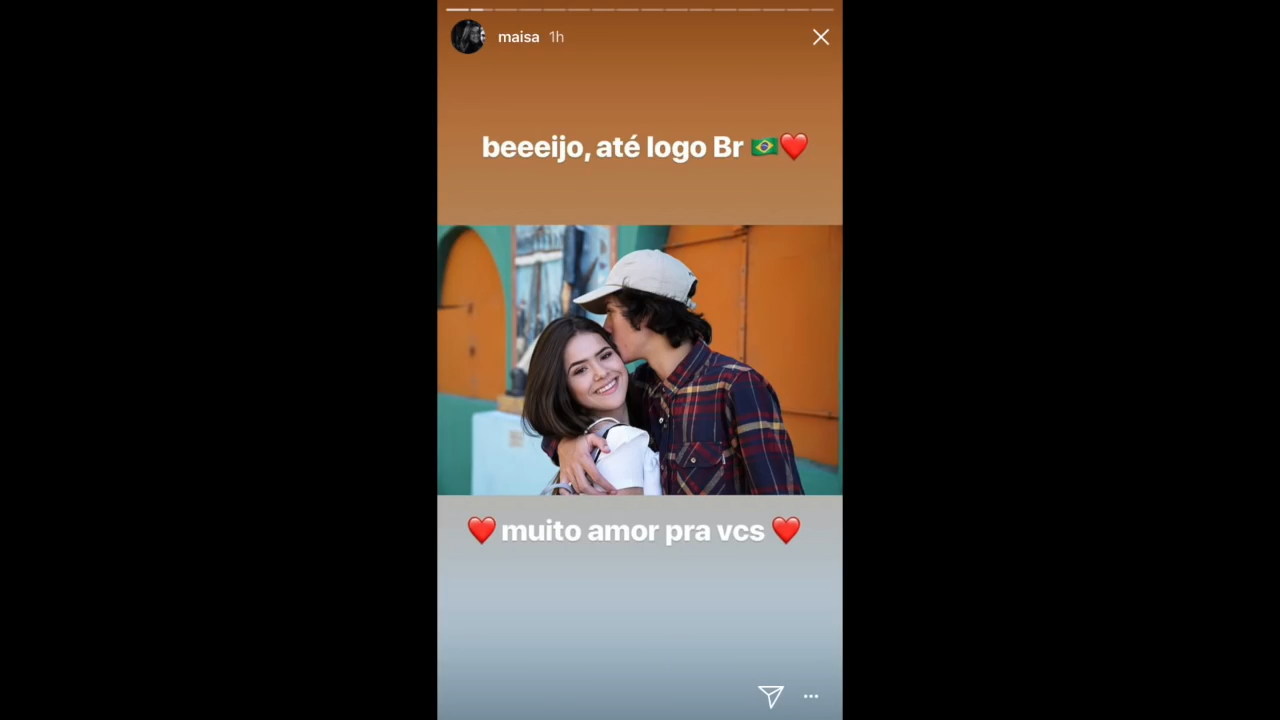 maisa 1h
beeeijo, até logo Br 🇧🇷❤️
❤️ muito amor pra vcs ❤️